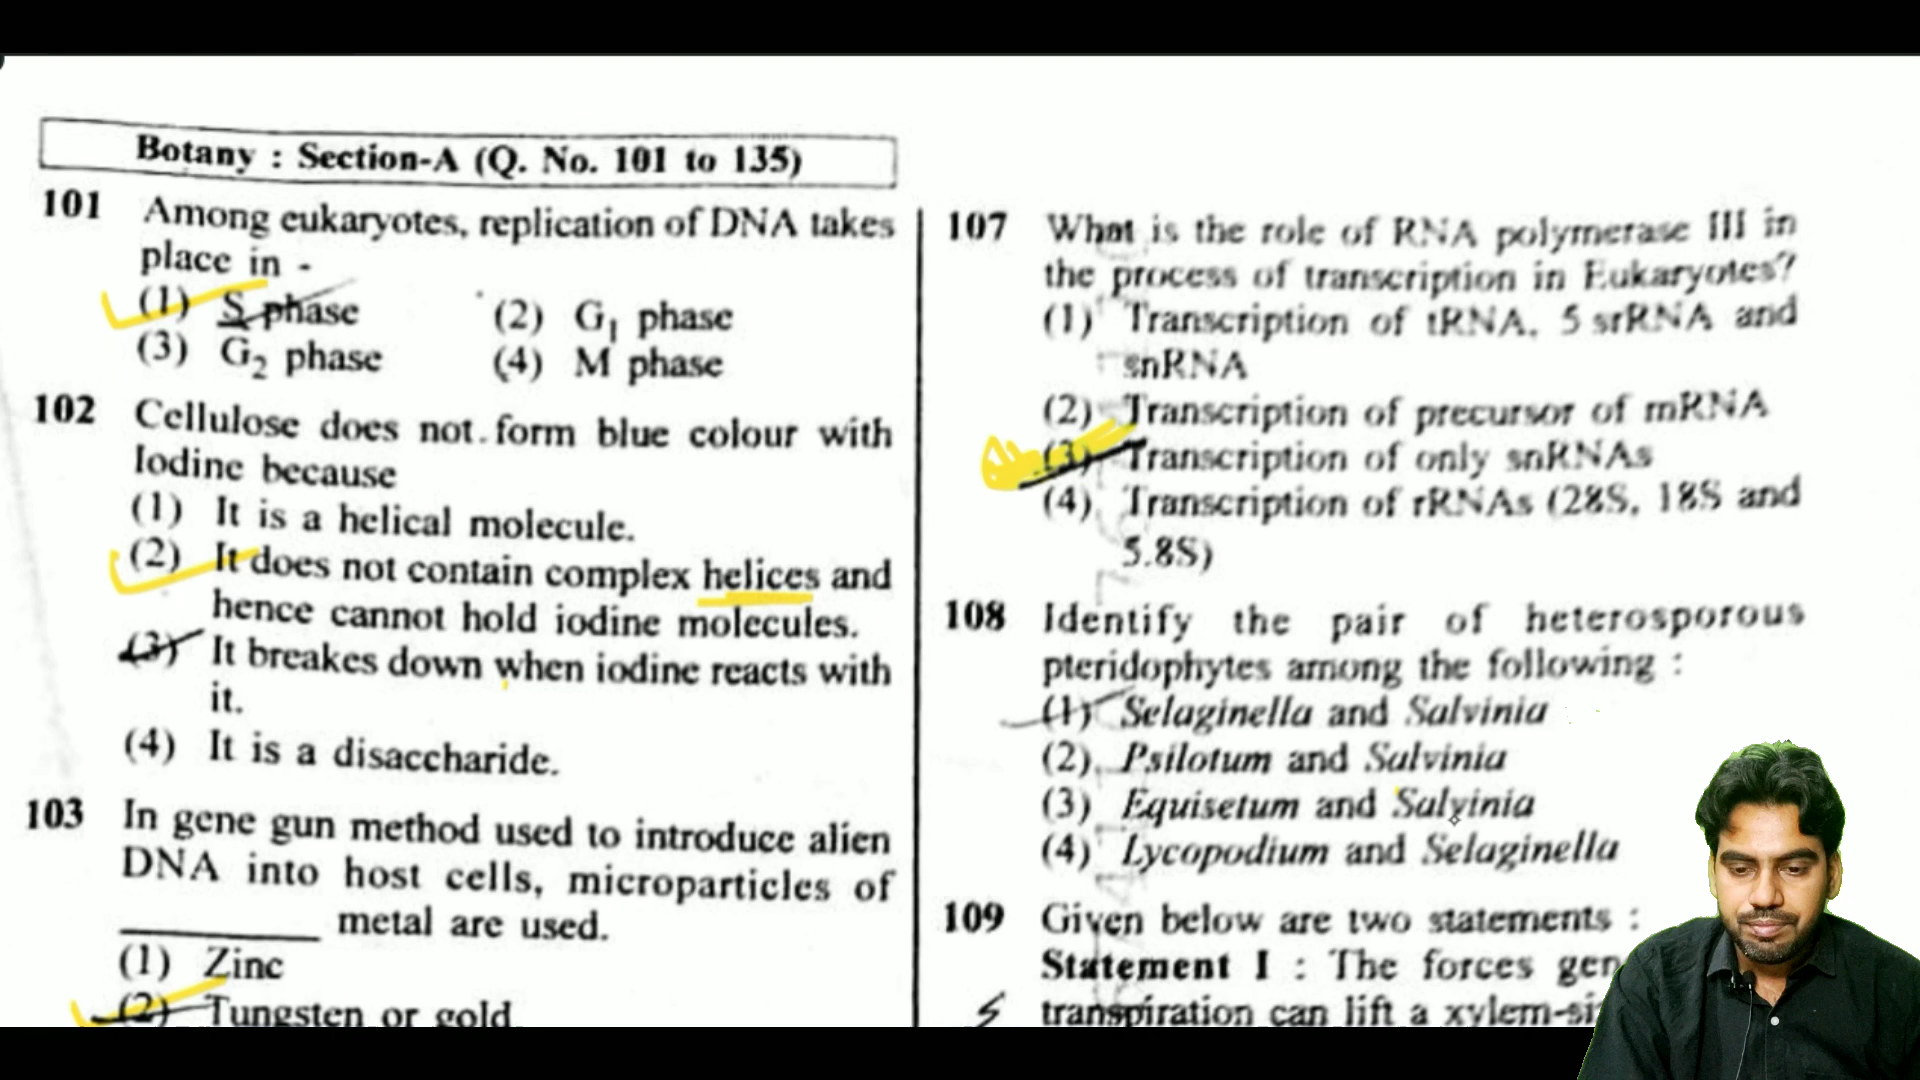 Botany : Section-A (Q. No. 101 to 135)
101 Among eukaryotes, replication of DNA takes
place in -
(1) S phase (2) G₁ phase
(3) G₂ phase (4) M phase
102 Cellulose does not form blue colour with
Iodine because
(1) It is a helical molecule.
(2) It does not contain complex helices and
hence cannot hold iodine molecules.
(3) It breakes down when iodine reacts with
it.
(4) It is a disaccharide.
103 In gene gun method used to introduce alien
DNA into host cells, microparticles of
__________ metal are used.
(1) Zinc
(2) Tungsten or gold
107 What is the role of RNA polymerase III in
the process of transcription in Eukaryotes?
(1) Transcription of tRNA, 5 srRNA and
snRNA
(2) Transcription of precursor of mRNA
(3) Transcription of only snRNAs
(4) Transcription of rRNAs (28S, 18S and
5.8S)
108 Identify the pair of heterosporous
pteridophytes among the following :
(1) Selaginella and Salvinia
(2) Psilotum and Salvinia
(3) Equisetum and Salvinia
(4) Lycopodium and Selaginella
109 Given below are two statements :
Statement I : The forces gen
transpiration can lift a xylem-si